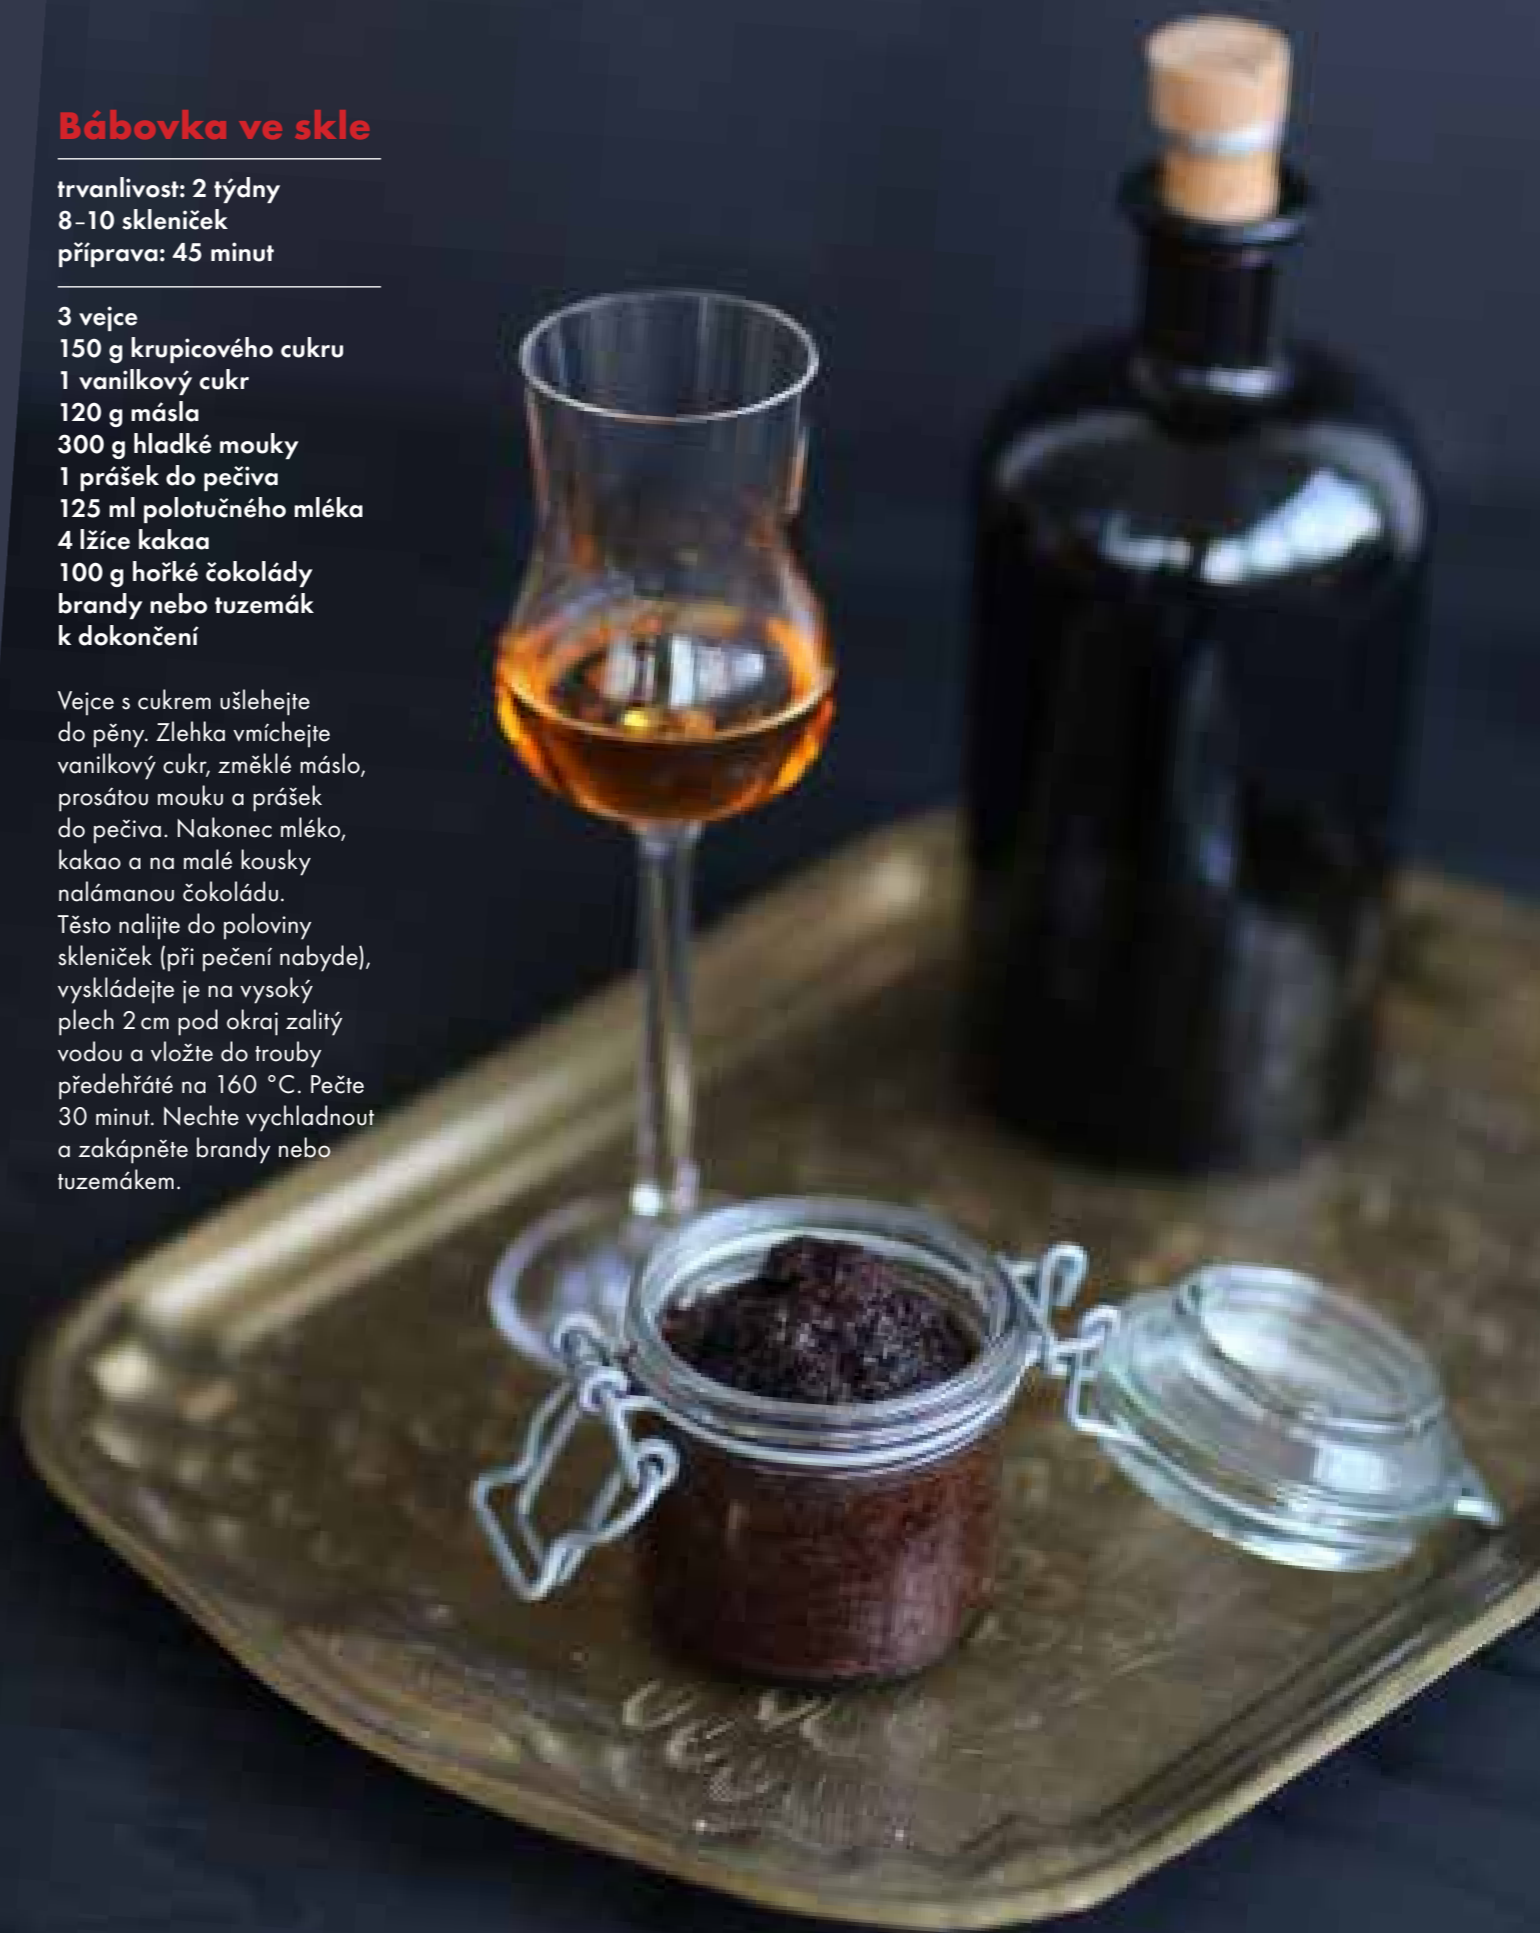 Bábovka ve skle
trvanlivost: 2 týdny
8–10 skleniček
příprava: 45 minut
3 vejce
150 g krupicového cukru
1 vanilkový cukr
120 g másla
300 g hladké mouky
1 prášek do pečiva
125 ml polotučného mléka
4 lžíce kakaa
100 g hořké čokolády
brandy nebo tuzemák
k dokončení
Vejce s cukrem ušlehejte
do pěny. Zlehka vmíchejte
vanilkový cukr, změklé máslo,
prosátou mouku a prášek
do pečiva. Nakonec mléko,
kakao a na malé kousky
nalámanou čokoládu.
Těsto nalijte do poloviny
skleniček (při pečení nabyde),
vyskládejte je na vysoký
plech 2 cm pod okraj zalitý
vodou a vložte do trouby
předehřáté na 160 °C. Pečte
30 minut. Nechte vychladnout
a zakápněte brandy nebo
tuzemákem.